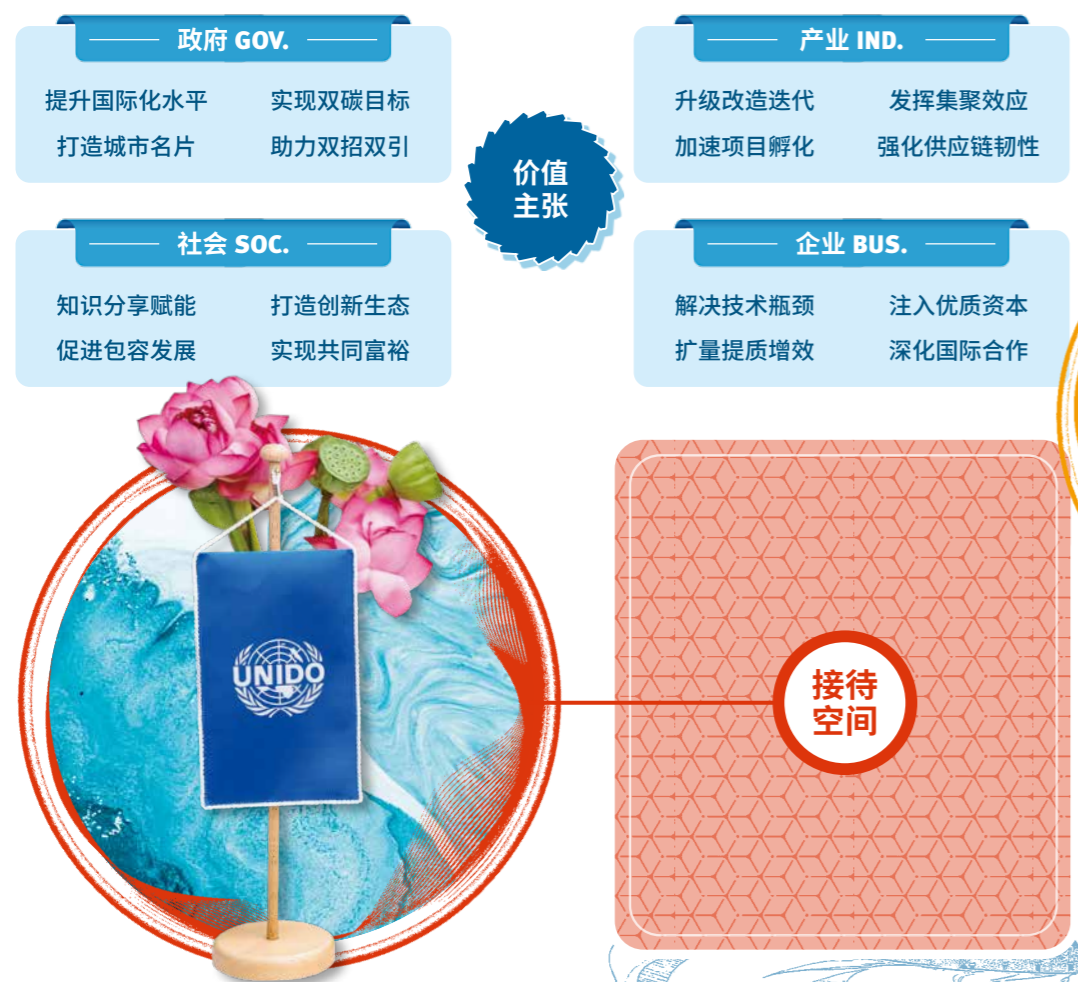 政府 GOV.
提升国际化水平 实现双碳目标
打造城市名片 助力双招双引
产业 IND.
升级改造迭代 发挥集聚效应
加速项目孵化 强化供应链韧性
价值
主张
社会 SOC.
知识分享赋能 打造创新生态
促进包容发展 实现共同富裕
企业 BUS.
解决技术瓶颈 注入优质资本
扩量提质增效 深化国际合作
UNIDO
接待
空间